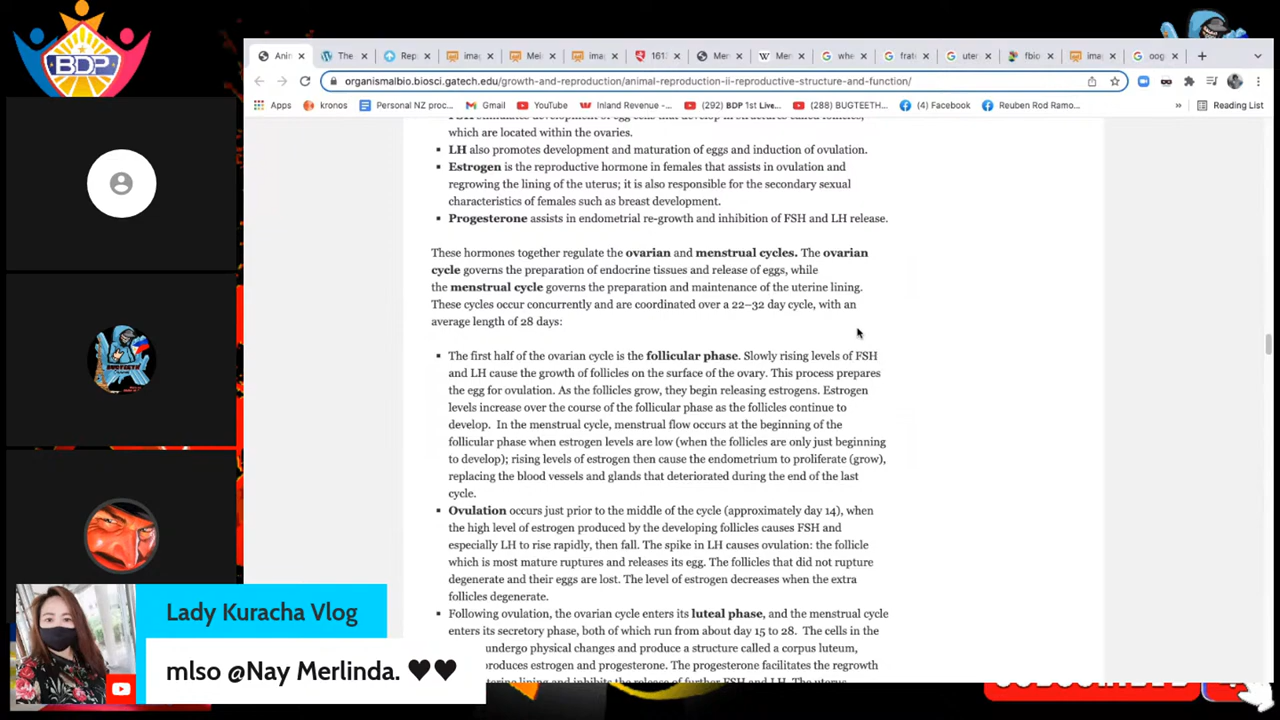 BDP
Anin
The
Rep
imag
Mei
imag
161
Men
Men
whe
frate
uter
fbio
imag
oog
organismalbio.biosci.gatech.edu/growth-and-reproduction/animal-reproduction-ii-reproductive-structure-and-function/
Apps
kronos
Personal NZ proc...
Gmail
YouTube
Inland Revenue -...
(292) BDP 1st Live...
(288) BUGTEETH...
(4) Facebook
Reuben Rod Ramo...
»
Reading List
which are located within the ovaries.
▪ LH also promotes development and maturation of eggs and induction of ovulation.
▪ Estrogen is the reproductive hormone in females that assists in ovulation and
regrowing the lining of the uterus; it is also responsible for the secondary sexual
characteristics of females such as breast development.
▪ Progesterone assists in endometrial re-growth and inhibition of FSH and LH release.
These hormones together regulate the ovarian and menstrual cycles. The ovarian
cycle governs the preparation of endocrine tissues and release of eggs, while
the menstrual cycle governs the preparation and maintenance of the uterine lining.
These cycles occur concurrently and are coordinated over a 22–32 day cycle, with an
average length of 28 days:
▪ The first half of the ovarian cycle is the follicular phase. Slowly rising levels of FSH
and LH cause the growth of follicles on the surface of the ovary. This process prepares
the egg for ovulation. As the follicles grow, they begin releasing estrogens. Estrogen
levels increase over the course of the follicular phase as the follicles continue to
develop. In the menstrual cycle, menstrual flow occurs at the beginning of the
follicular phase when estrogen levels are low (when the follicles are only just beginning
to develop); rising levels of estrogen then cause the endometrium to proliferate (grow),
replacing the blood vessels and glands that deteriorated during the end of the last
cycle.
▪ Ovulation occurs just prior to the middle of the cycle (approximately day 14), when
the high level of estrogen produced by the developing follicles causes FSH and
especially LH to rise rapidly, then fall. The spike in LH causes ovulation: the follicle
which is most mature ruptures and releases its egg. The follicles that did not rupture
degenerate and their eggs are lost. The level of estrogen decreases when the extra
follicles degenerate.
▪ Following ovulation, the ovarian cycle enters its luteal phase, and the menstrual cycle
enters its secretory phase, both of which run from about day 15 to 28. The cells in the
undergo physical changes and produce a structure called a corpus luteum,
produces estrogen and progesterone. The progesterone facilitates the regrowth
Lady Kuracha Vlog
mlso @Nay Merlinda. ♥♥